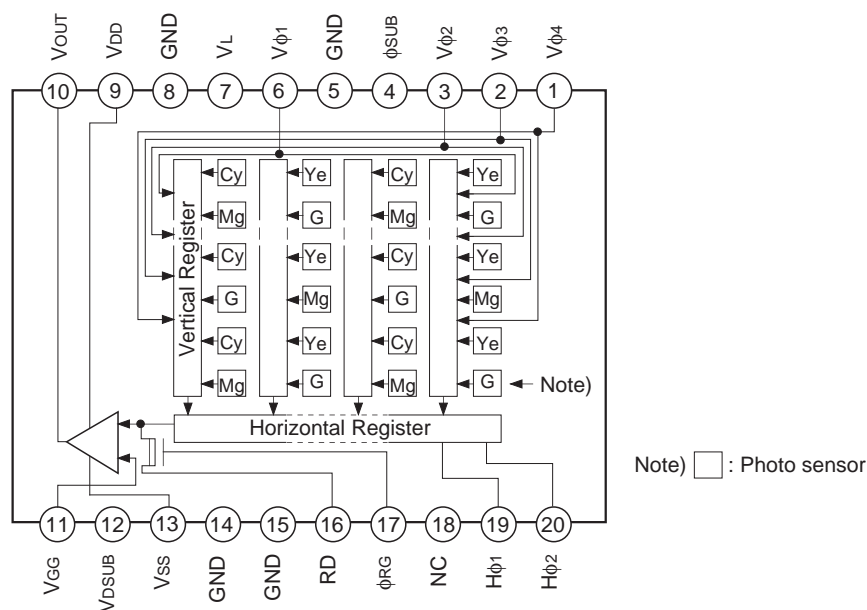 VOUT VDD GND VL Vϕ1 GND ϕSUB Vϕ2 Vϕ3 Vϕ4
10 9 8 7 6 5 4 3 2 1
Vertical Register
Cy Ye Cy Ye
Mg G Mg G
Cy Ye Cy Ye
G Mg G Mg
Cy Ye Cy Ye
Mg G Mg G
Note)
Horizontal Register
Note) : Photo sensor
11 12 13 14 15 16 17 18 19 20
VGG VDSUB VSS GND GND RD ϕRG NC Hϕ1 Hϕ2